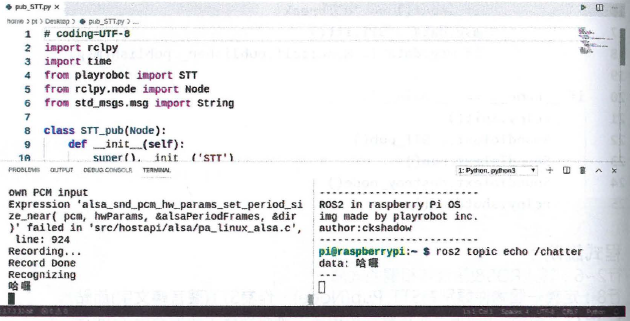 pub_STT.py ×
home > pi > Desktop > pub_STT.py > ...
1 # coding=UTF-8
2 import rclpy
3 import time
4 from playrobot import STT
5 from rclpy.node import Node
6 from std_msgs.msg import String
7
8 class STT_pub(Node):
9 def __init__(self):
10 super().__init__('STT')
PROBLEMS OUTPUT DEBUG CONSOLE TERMINAL
1: Python, python3
own PCM input
Expression 'alsa_snd_pcm_hw_params_set_period_si
ze_near( pcm, hwParams, &alsaPeriodFrames, &dir
)' failed in 'src/hostapi/alsa/pa_linux_alsa.c',
line: 924
Recording...
Record Done
Recognizing
哈囉
------------------------
ROS2 in raspberry Pi OS
img made by playrobot inc.
author:ckshadow
------------------------
pi@raspberrypi:~ $ ros2 topic echo /chatter
data: 哈囉
---